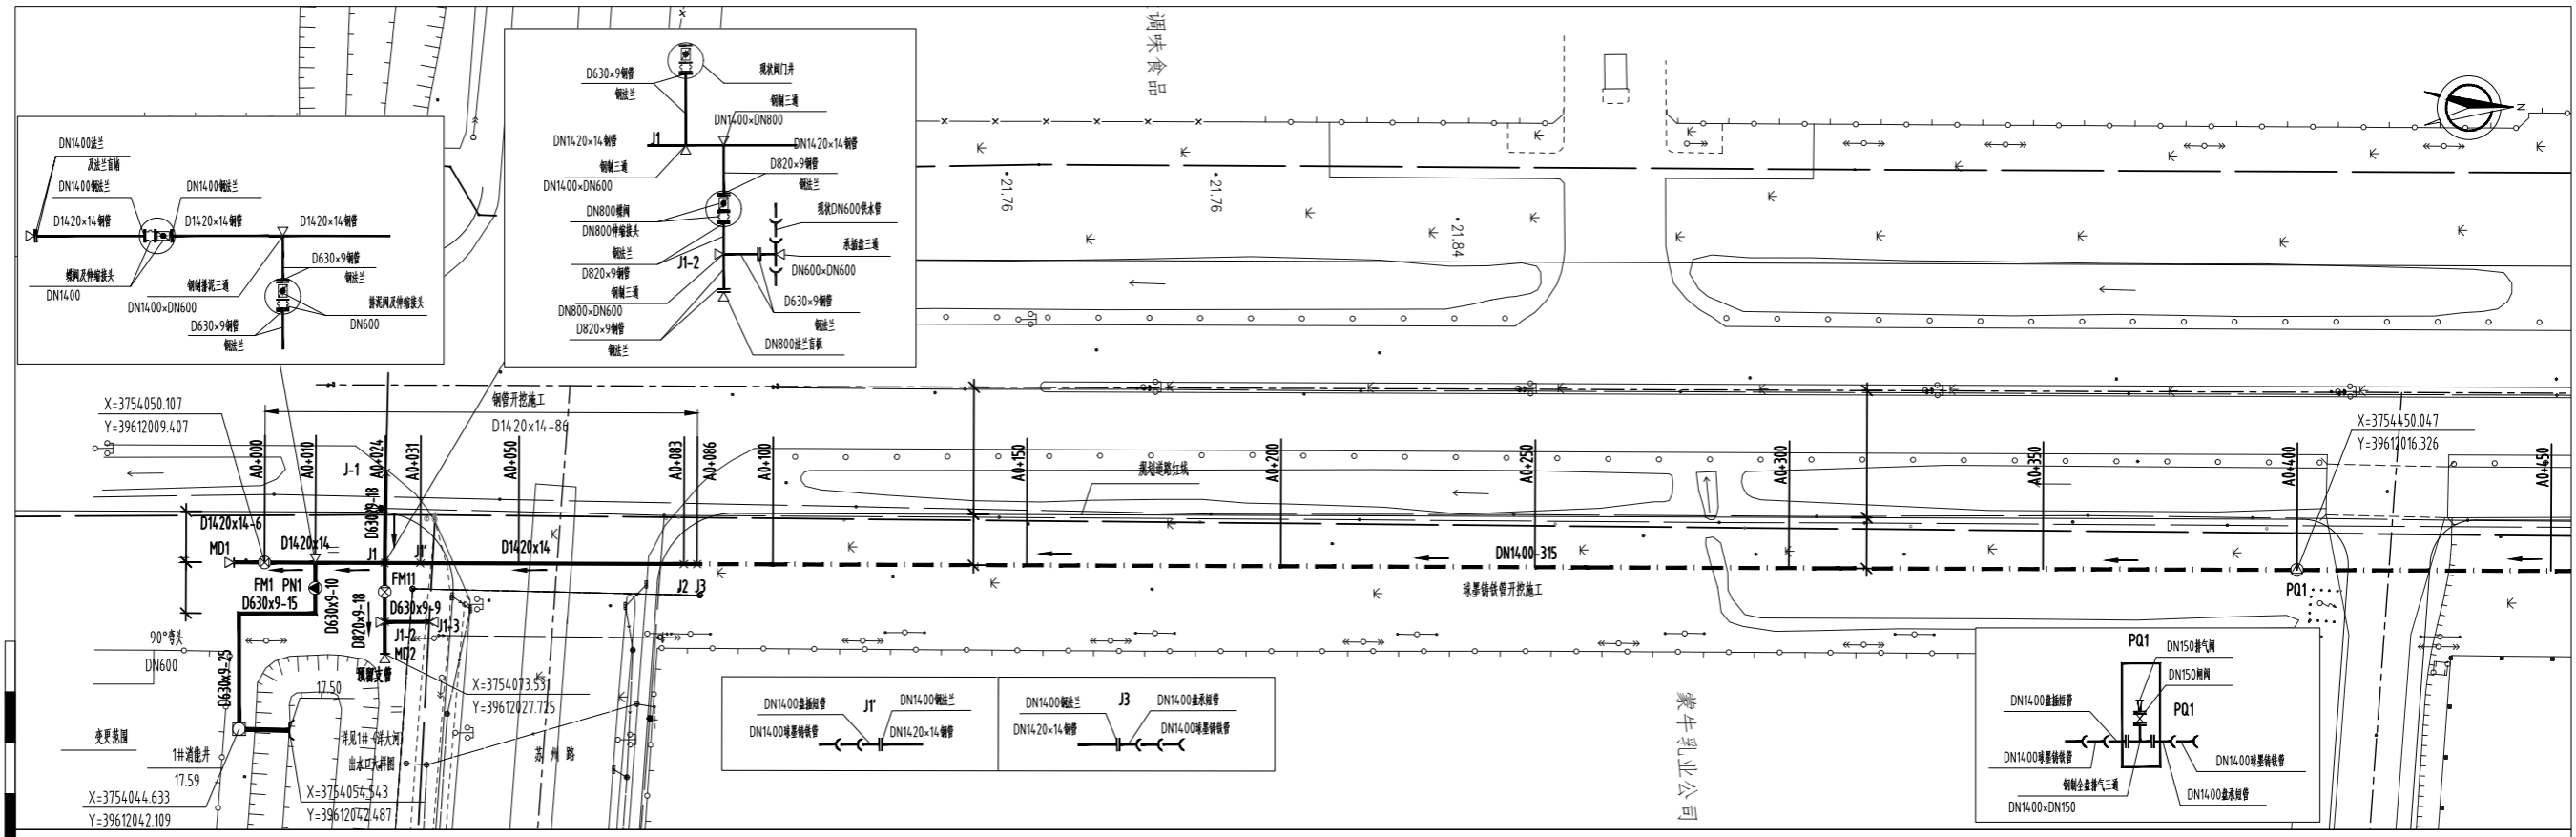 DN1400法兰
及法兰盲堵
DN1400钢法兰
DN1400钢法兰
D1420×14钢管
D1420×14钢管
D1420×14钢管
蝶阀及伸缩接头
DN1400
钢制排泥三通
DN1400×DN600
D630×9钢管
钢法兰
排泥阀及伸缩接头
DN600
D630×9钢管
钢法兰
D630×9钢管
钢法兰
现状阀门井
钢制三通
DN1400×DN800
D1420×14钢管
J1
DN1420×14钢管
钢制三通
DN1400×DN600
D820×9钢管
钢法兰
DN800蝶阀
DN800伸缩接头
钢法兰
现状DN600供水管
承插盘三通
DN600×DN600
J1-2
D820×9钢管
钢制三通
DN800×DN600
D820×9钢管
钢法兰
D630×9钢管
钢法兰
DN800法兰盲板
调味食品
21.76
21.76
21.84
N
X=3754050.107
Y=39612009.407
钢管开挖施工
D1420x14-86
X=3754450.047
Y=39612016.326
A0+000
A0+010
A0+024
A0+031
A0+050
A0+083
A0+086
A0+100
A0+150
A0+200
A0+250
A0+300
A0+350
A0+400
A0+450
J-1
规划道路红线
D630x9-18
D1420x14-6
MD1
D1420x14
J1
J1'
D1420x14
DN1400-315
球墨铸铁管开挖施工
FM1
PN1
FM11
J2
J3
PQ1
D630x9-15
D630x9-10
D820x9-18
D630x9-9
J1-2
J1-3
MD2
预留支管
90°弯头
DN600
D630x9-25
17.50
X=3754073.531
Y=39612027.725
变更范围
1#消能井
17.59
详见1#(洋大河)
出水口大样图
X=3754044.633
Y=39612042.109
X=3754054.543
Y=39612042.487
苏州路
DN1400盘插短管
J1'
DN1400钢法兰
DN1400球墨铸铁管
D1420×14钢管
DN1400钢法兰
J3
DN1400盘承短管
D1420×14钢管
DN1400球墨铸铁管
蒙牛乳业公司
PQ1
DN150排气阀
DN150闸阀
DN1400盘插短管
PQ1
DN1400球墨铸铁管
DN1400球墨铸铁管
钢制全盘排气三通
DN1400×DN150
DN1400盘承短管